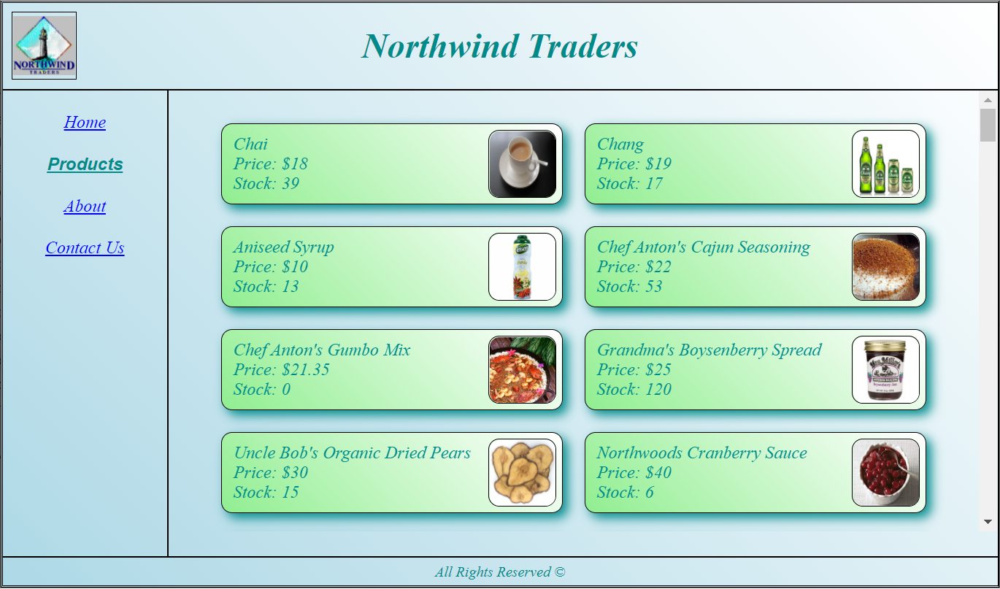 NORTHWIND
TRADERS
Northwind Traders
Home
Products
About
Contact Us
Chai
Price: $18
Stock: 39
Chang
Price: $19
Stock: 17
Aniseed Syrup
Price: $10
Stock: 13
Chef Anton's Cajun Seasoning
Price: $22
Stock: 53
Chef Anton's Gumbo Mix
Price: $21.35
Stock: 0
Grandma's Boysenberry Spread
Price: $25
Stock: 120
Uncle Bob's Organic Dried Pears
Price: $30
Stock: 15
Northwoods Cranberry Sauce
Price: $40
Stock: 6
All Rights Reserved ©